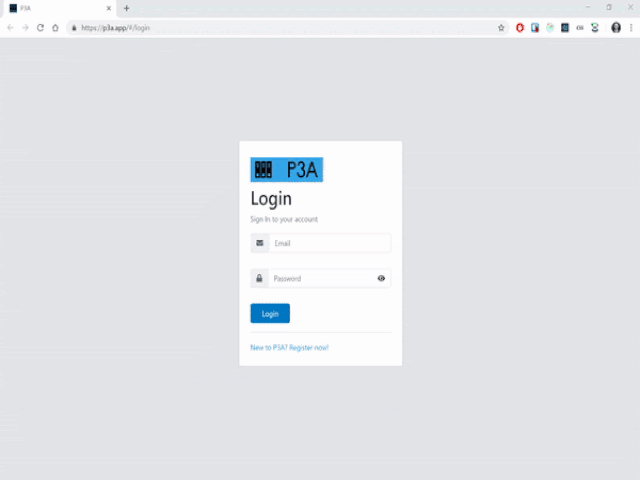 P3A
https://p3a.app/#/login
P3A
Login
Sign In to your account
Email
Password
Login
New to P3A? Register now!